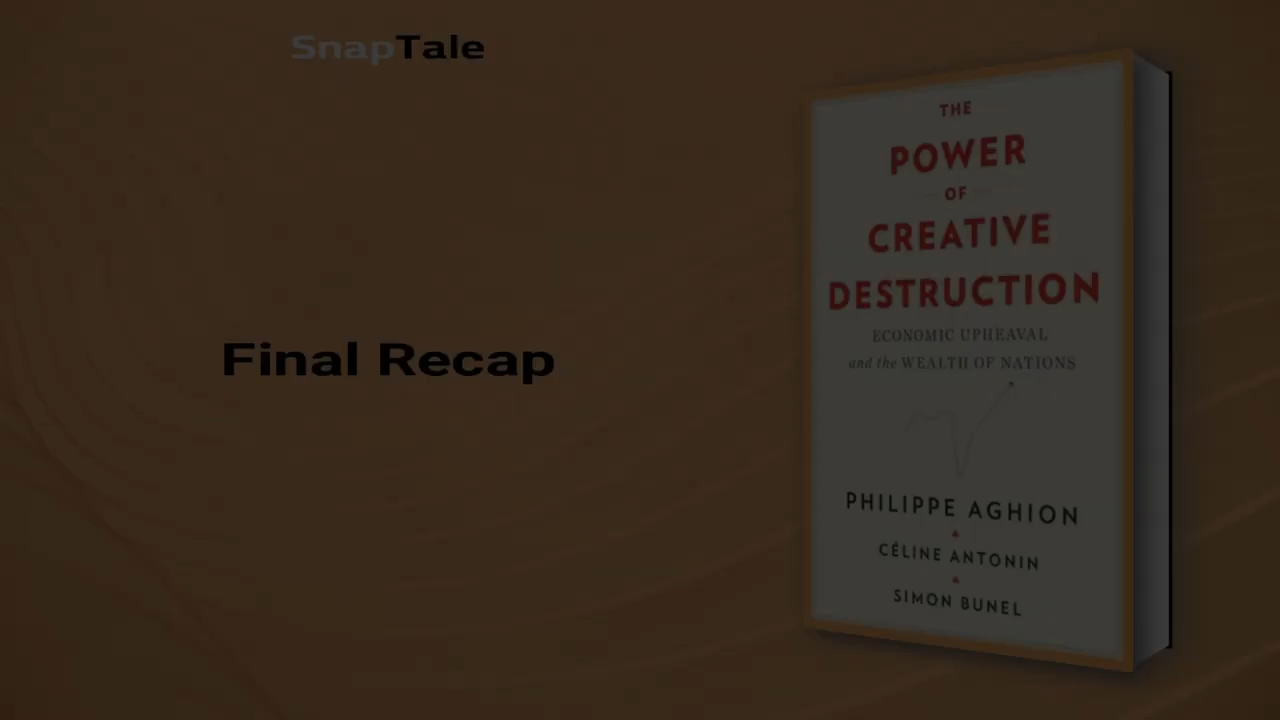 SnapTale
Final Recap
THE
POWER
OF
CREATIVE
DESTRUCTION
ECONOMIC UPHEAVAL
and the WEALTH OF NATIONS
PHILIPPE AGHION
CÉLINE ANTONIN
SIMON BUNEL